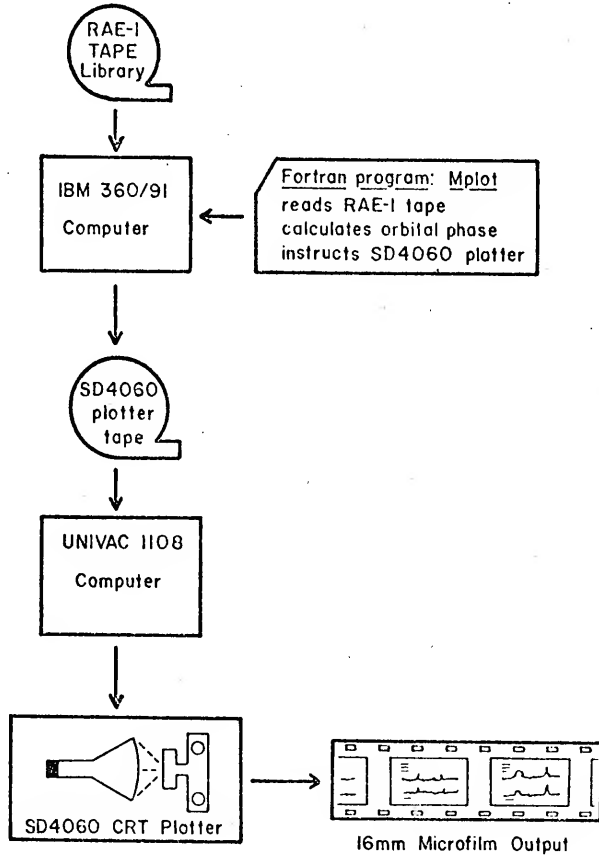 RAE-1
TAPE
Library
IBM 360/91
Computer
Fortran program: Mplot
reads RAE-1 tape
calculates orbital phase
instructs SD4060 plotter
SD4060
plotter
tape
UNIVAC 1108
Computer
SD4060 CRT Plotter
16mm Microfilm Output